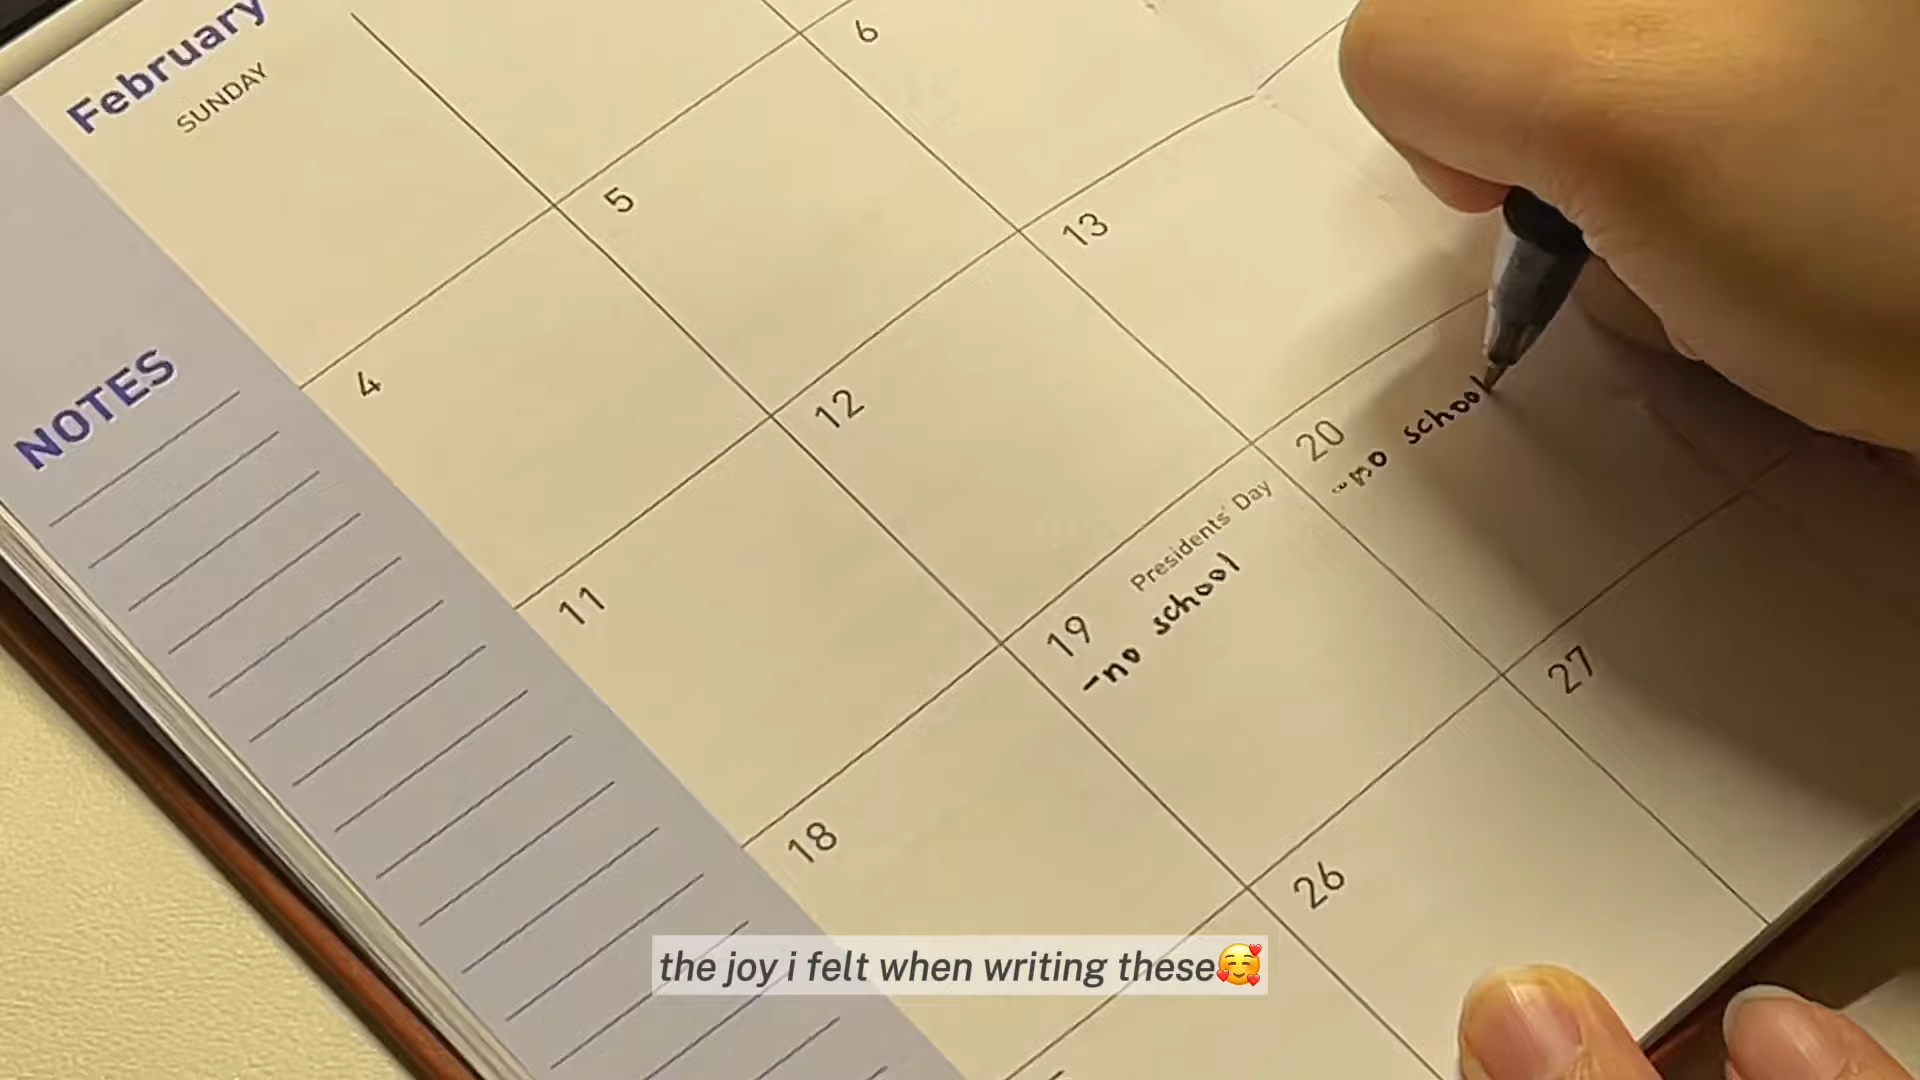 February
SUNDAY
NOTES
4
5
6
11
12
13
18
19
Presidents' Day
-no school
20
-no school
26
27
the joy i felt when writing these🥰